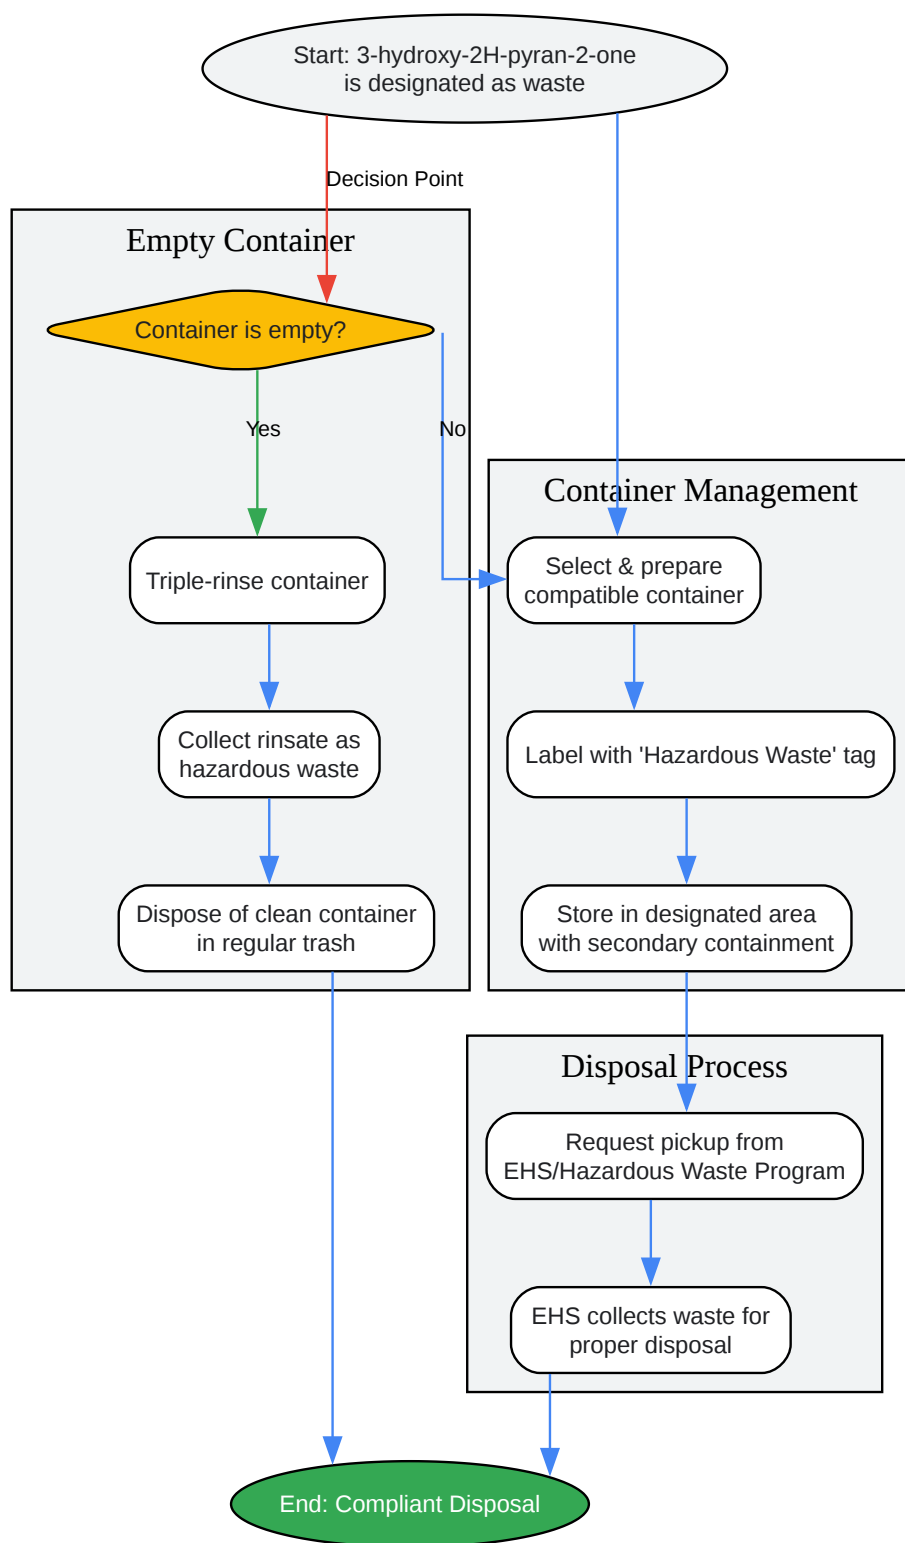 Start: 3-hydroxy-2H-pyran-2-one
is designated as waste
Decision Point
Empty Container
Container is empty?
Yes
No
Container Management
Triple-rinse container
Select & prepare
compatible container
Collect rinsate as
hazardous waste
Label with 'Hazardous Waste' tag
Dispose of clean container
in regular trash
Store in designated area
with secondary containment
Disposal Process
Request pickup from
EHS/Hazardous Waste Program
EHS collects waste for
proper disposal
End: Compliant Disposal